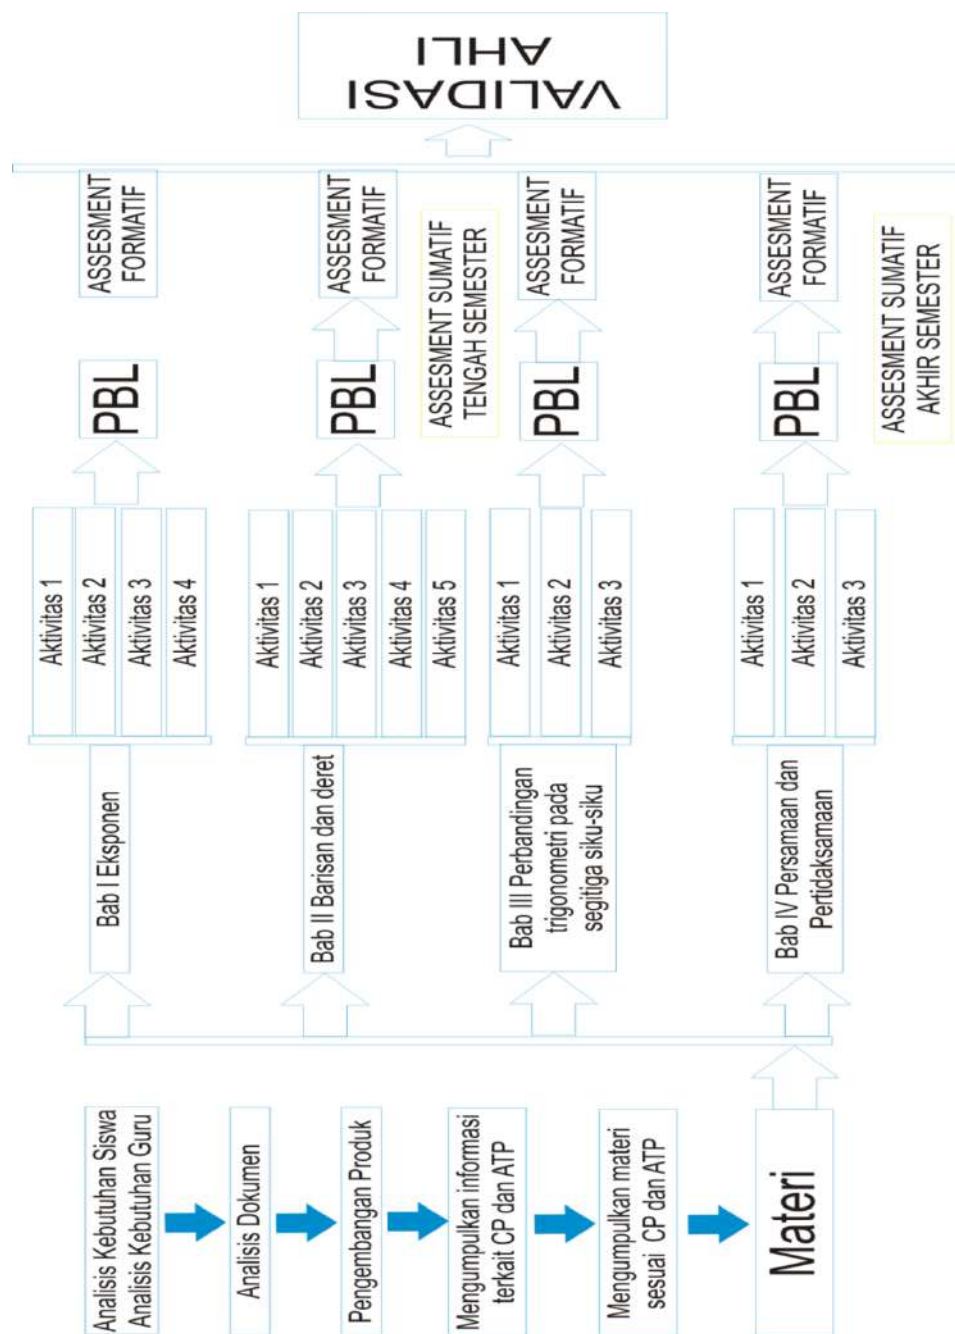 Analisis Kebutuhan Siswa
Analisis Kebutuhan Guru
Analisis Dokumen
Pengembangan Produk
Mengumpulkan informasi
terkait CP dan ATP
Mengumpulkan materi
sesuai CP dan ATP
Materi
Bab I Eksponen
Aktivitas 1
Aktivitas 2
Aktivitas 3
Aktivitas 4
PBL
ASSESMENT
FORMATIF
Bab II Barisan dan deret
Aktivitas 1
Aktivitas 2
Aktivitas 3
Aktivitas 4
Aktivitas 5
PBL
ASSESMENT
FORMATIF
ASSESMENT SUMATIF
TENGAH SEMESTER
Bab III Perbandingan
trigonometri pada
segitiga siku-siku
Aktivitas 1
Aktivitas 2
Aktivitas 3
PBL
ASSESMENT
FORMATIF
Bab IV Persamaan dan
Pertidaksamaan
Aktivitas 1
Aktivitas 2
Aktivitas 3
PBL
ASSESMENT
FORMATIF
ASSESMENT SUMATIF
AKHIR SEMESTER
VALIDASI
AHLI